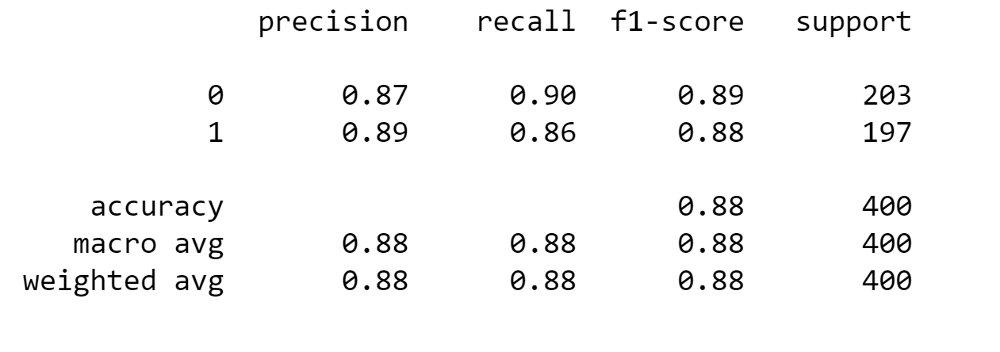 precision recall f1-score support
0 0.87 0.90 0.89 203
1 0.89 0.86 0.88 197
accuracy 0.88 400
macro avg 0.88 0.88 0.88 400
weighted avg 0.88 0.88 0.88 400